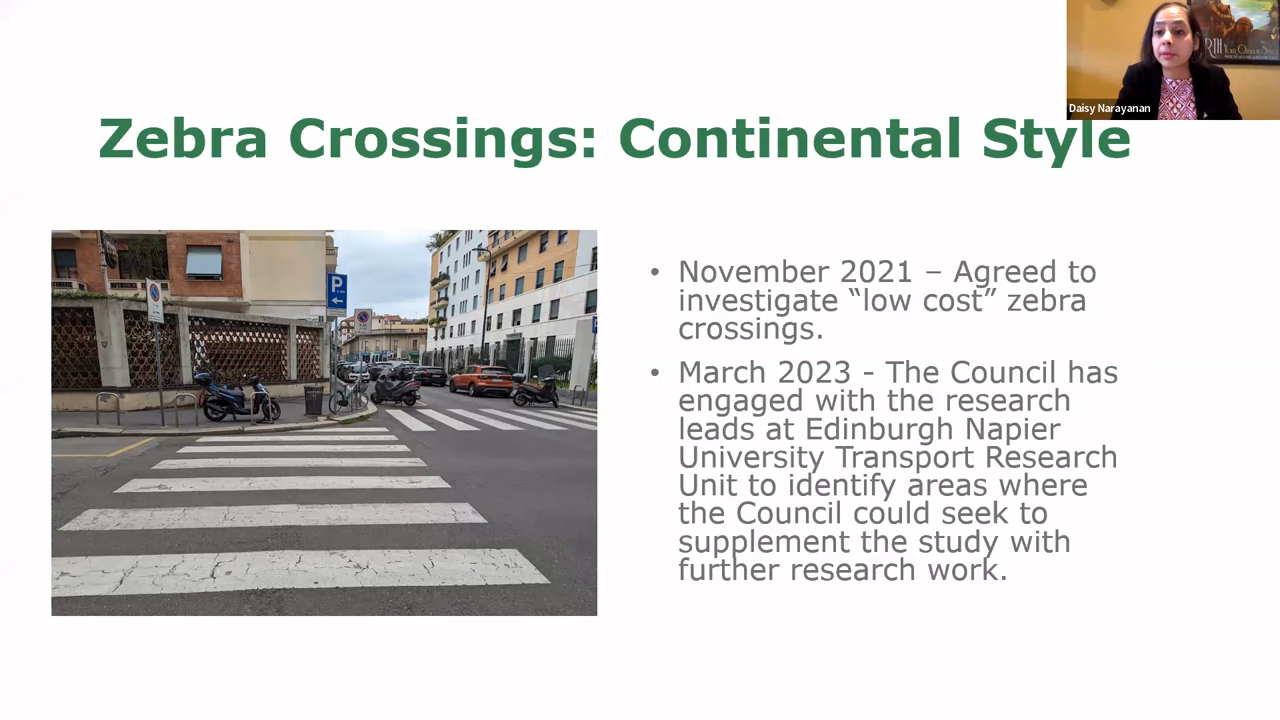 Daisy Narayanan
Zebra Crossings: Continental Style
P
• November 2021 – Agreed to
investigate “low cost” zebra
crossings.
• March 2023 - The Council has
engaged with the research
leads at Edinburgh Napier
University Transport Research
Unit to identify areas where
the Council could seek to
supplement the study with
further research work.